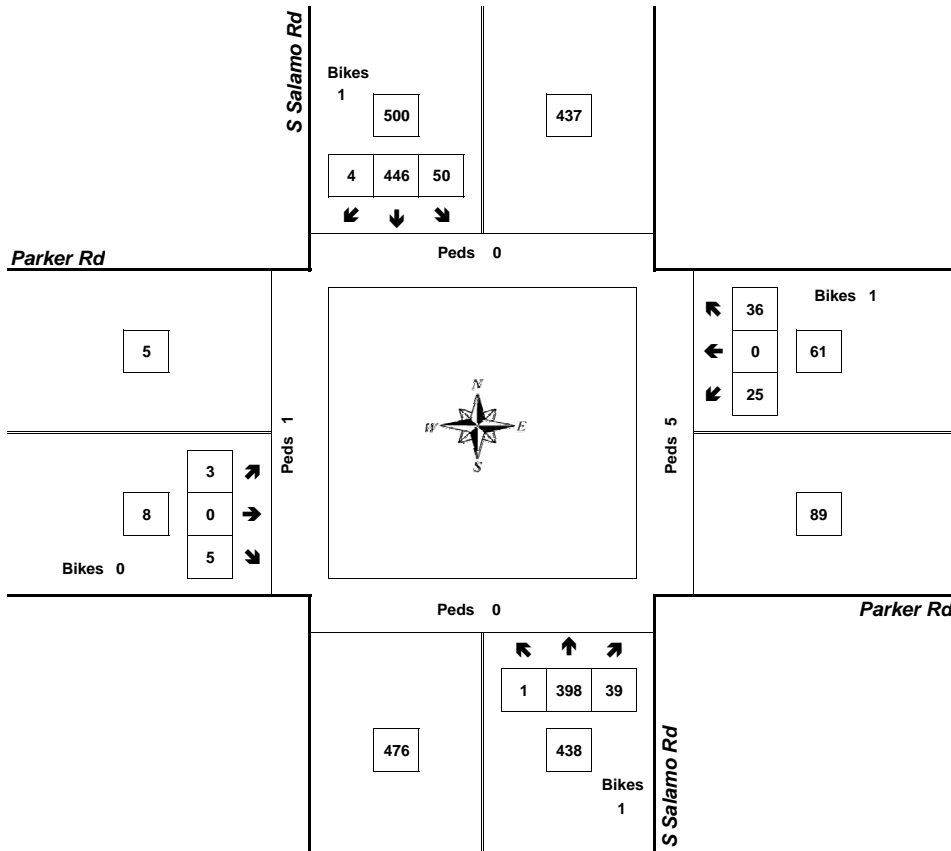 S Salamo Rd
Bikes
1
500
437
4 446 50
Peds 0
Parker Rd
5
36
0
25
61
Bikes 1
Peds 1
N
W E
S
Peds 5
3
0
5
8
Bikes 0
89
Peds 0
Parker Rd
1 398 39
476
438
Bikes
1
S Salamo Rd